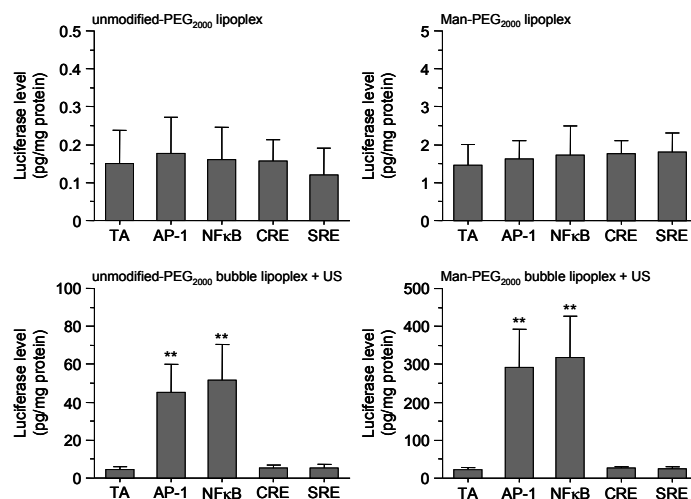 unmodified-PEG2000 lipoplex
Luciferase level
(pg/mg protein)
0.5
0.4
0.3
0.2
0.1
0
TA AP-1 NFκB CRE SRE
Man-PEG2000 lipoplex
Luciferase level
(pg/mg protein)
5
4
3
2
1
0
TA AP-1 NFκB CRE SRE
unmodified-PEG2000 bubble lipoplex + US
Luciferase level
(pg/mg protein)
100
80
60
40
20
0
**
**
TA AP-1 NFκB CRE SRE
Man-PEG2000 bubble lipoplex + US
Luciferase level
(pg/mg protein)
500
400
300
200
100
0
**
**
TA AP-1 NFκB CRE SRE